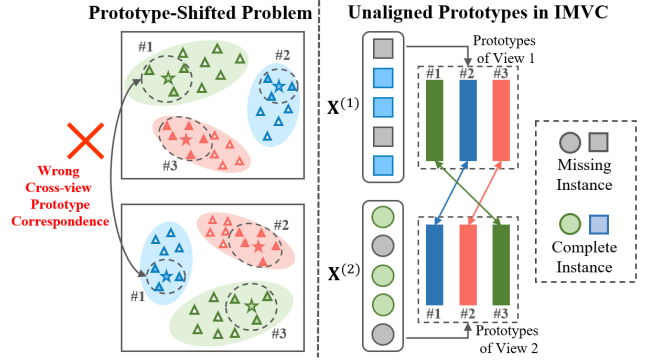 Prototype-Shifted Problem
#1
#2
#3
Wrong
Cross-view
Prototype
Correspondence
#2
#1
#3
Unaligned Prototypes in IMVC
Prototypes
of View 1
#1 #2 #3
X(1)
X(2)
#1 #2 #3
Prototypes
of View 2
Missing
Instance
Complete
Instance